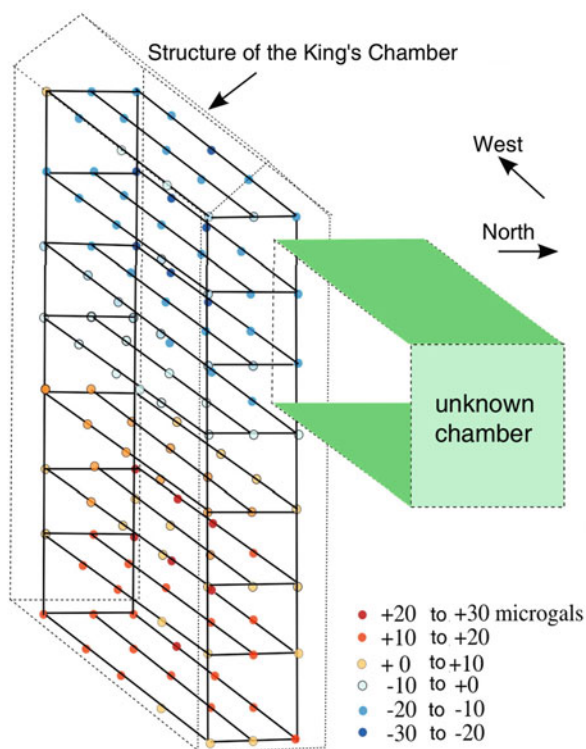 Structure of the King's Chamber
West
North
unknown
chamber
+20 to +30 microgals
+10 to +20
+ 0 to +10
-10 to +0
-20 to -10
-30 to -20